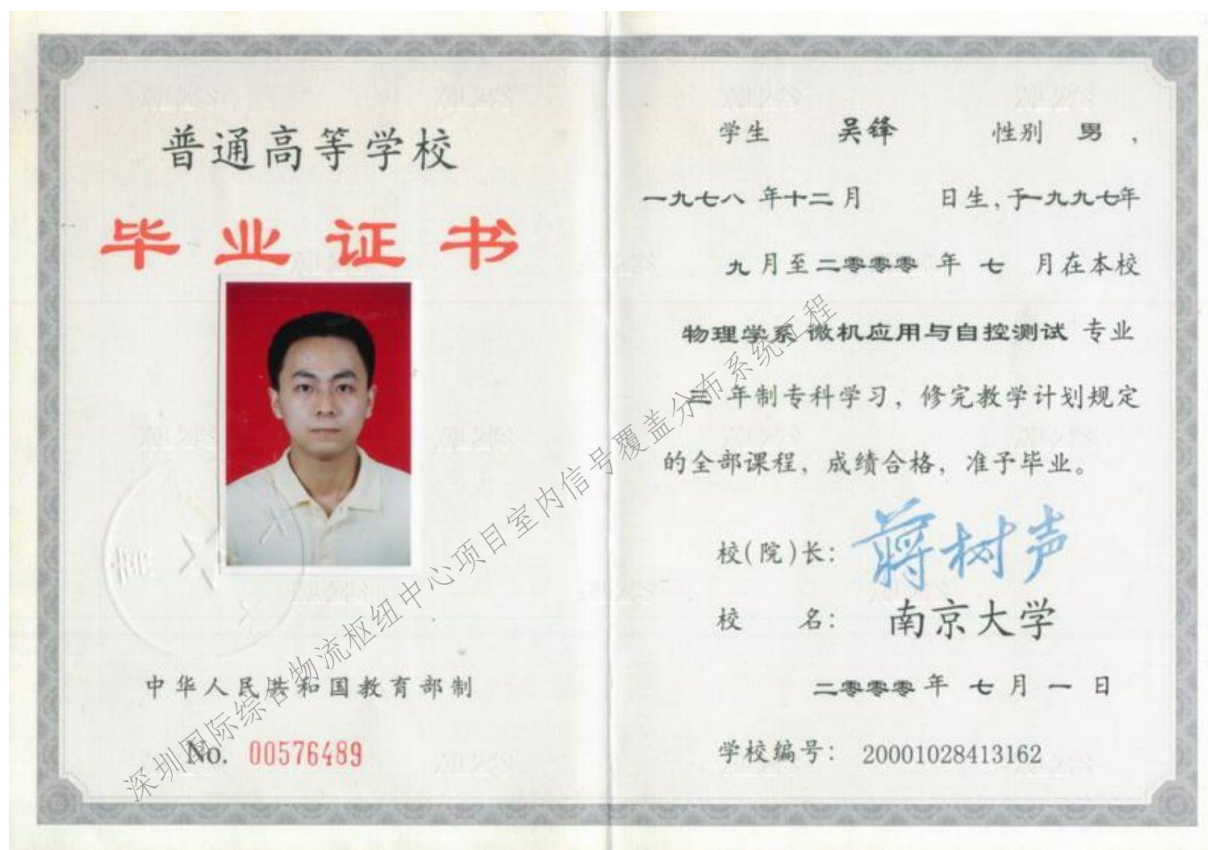 普通高等学校
毕业证书
中华人民共和国教育部制
No. 00576489
学生 吴锋 性别 男 ,
一九七八 年十二月 日生,于一九九七年
九 月至二零零零 年 七 月在本校
物理学系 微机应用与自控测试 专业
三 年制专科学习，修完教学计划规定
的全部课程，成绩合格，准予毕业。
校(院)长: 蒋树声
校 名: 南京大学
二零零零 年 七 月 一 日
学校编号: 20001028413162
深圳国际综合物流枢纽中心项目室内信号覆盖分布系统工程